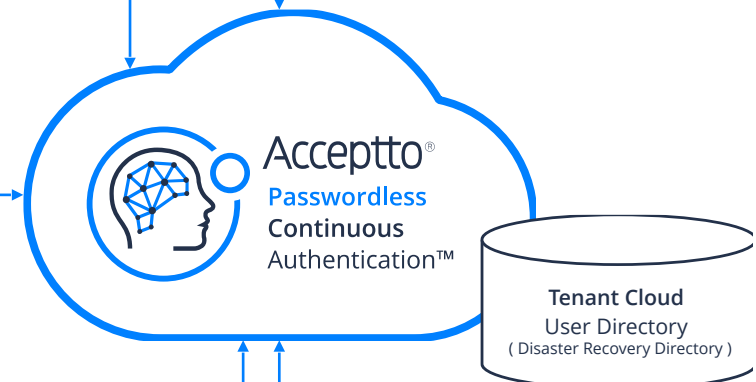 Acceptto®
Passwordless
Continuous
Authentication™
Tenant Cloud
User Directory
( Disaster Recovery Directory )